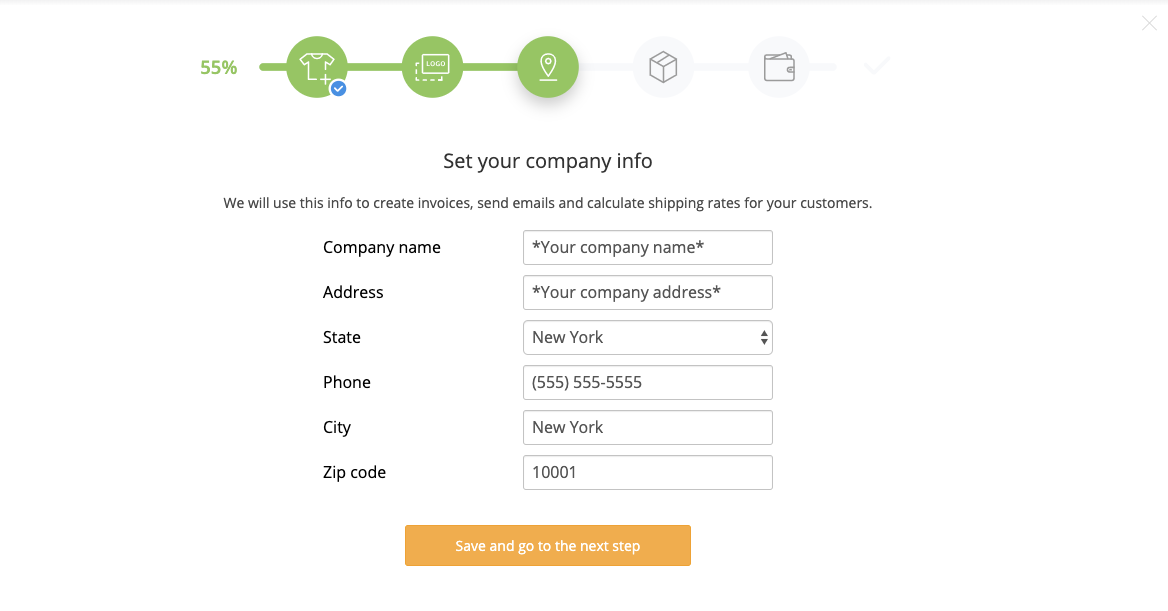 55%
LOGO
Set your company info
We will use this info to create invoices, send emails and calculate shipping rates for your customers.
Company name *Your company name*
Address *Your company address*
State New York
Phone (555) 555-5555
City New York
Zip code 10001
Save and go to the next step